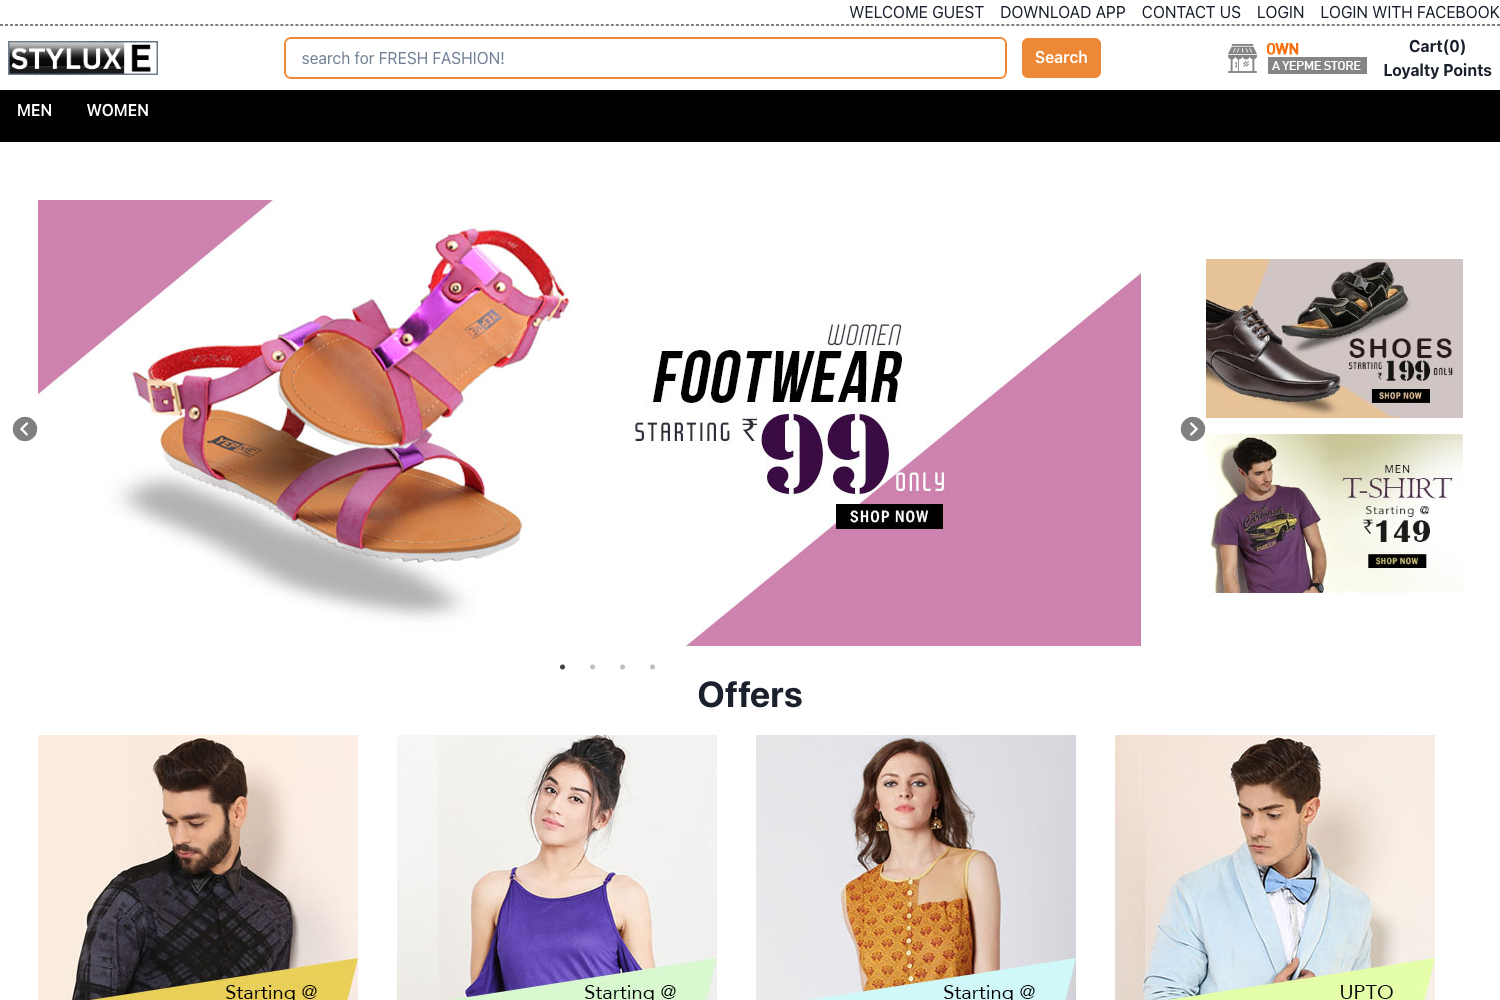 WELCOME GUEST DOWNLOAD APP CONTACT US LOGIN LOGIN WITH FACEBOOK
STYLUX E
search for FRESH FASHION!
Search
OWN
A YEPME STORE
Cart(0)
Loyalty Points
MEN WOMEN
WOMEN
FOOTWEAR
STARTING ₹99 ONLY
SHOP NOW
YEPME
SHOES
STARTING ₹199 ONLY
SHOP NOW
MEN
T-SHIRT
Starting @
₹149
SHOP NOW
Offers
Starting @
Starting @
Starting @
UPTO